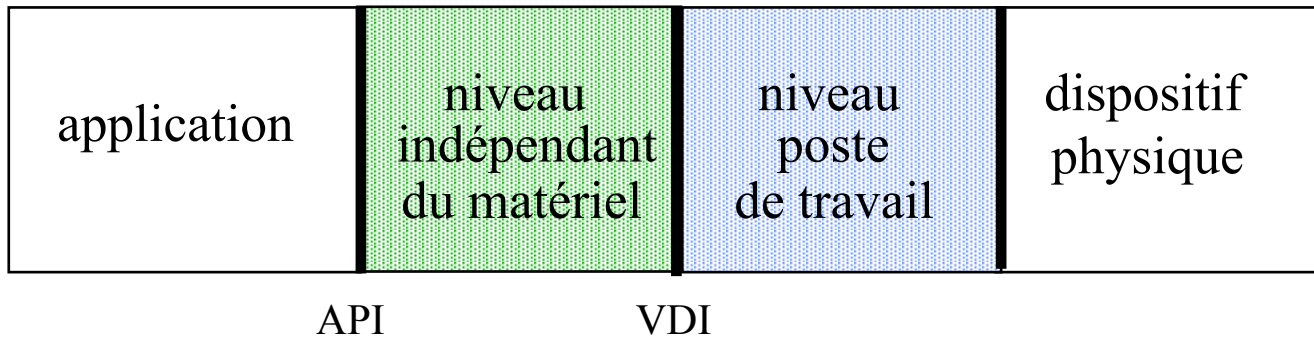 application
niveau
indépendant
du matériel
niveau
poste
de travail
dispositif
physique
API
VDI